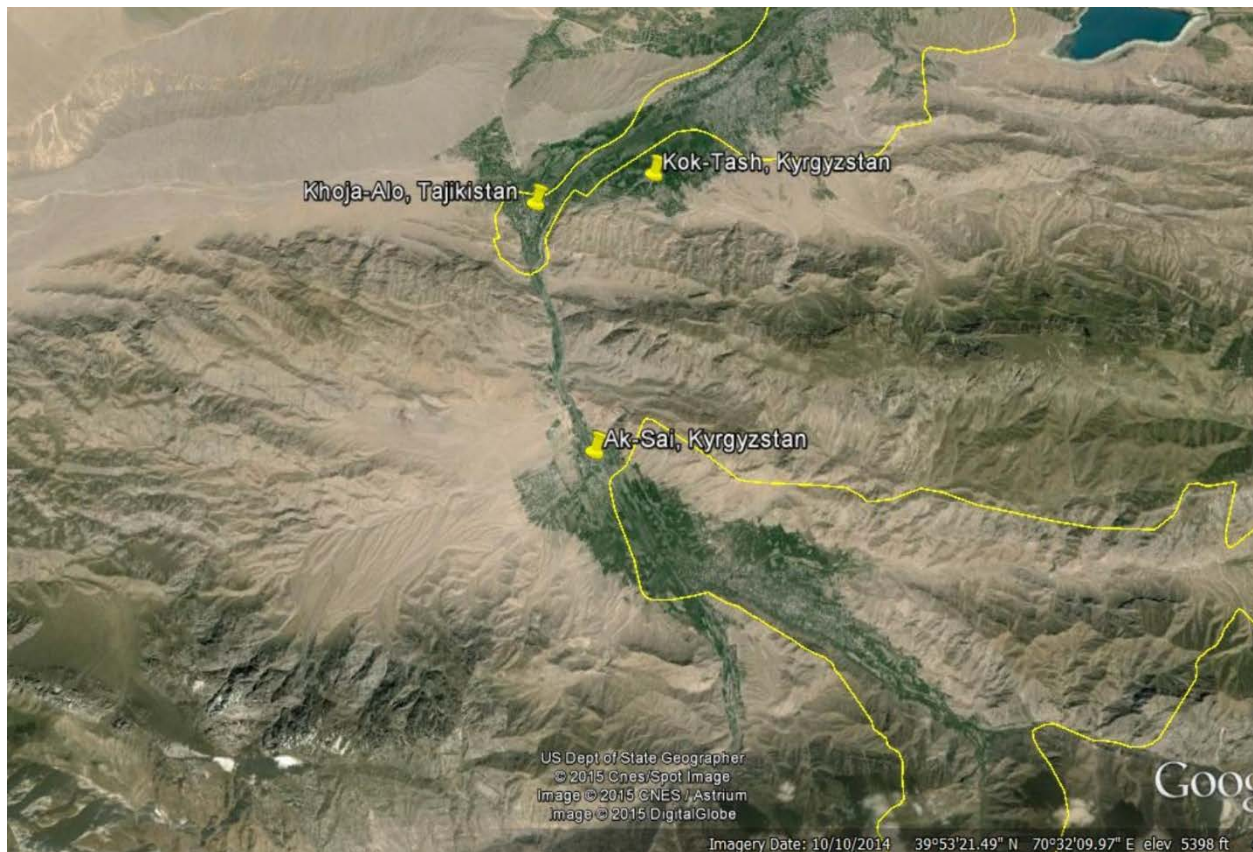 Kok-Tash, Kyrgyzstan
Khoja-Alo, Tajikistan
Ak-Sai, Kyrgyzstan
US Dept of State Geographer
© 2015 Cnes/Spot Image
Image © 2015 CNES / Astrium
Image © 2015 DigitalGlobe
Goog
Imagery Date: 10/10/2014 39°53'21.49" N 70°32'09.97" E elev 5398 ft